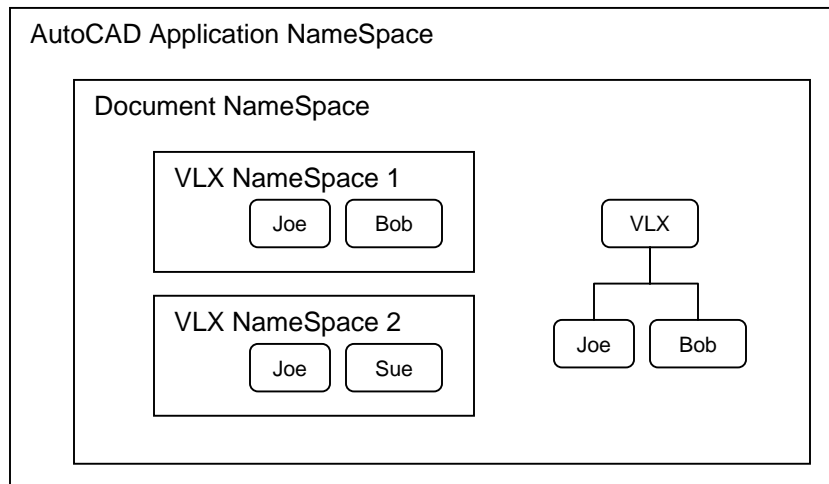 AutoCAD Application NameSpace
Document NameSpace
VLX NameSpace 1
Joe Bob
VLX
VLX NameSpace 2
Joe Sue
Joe Bob